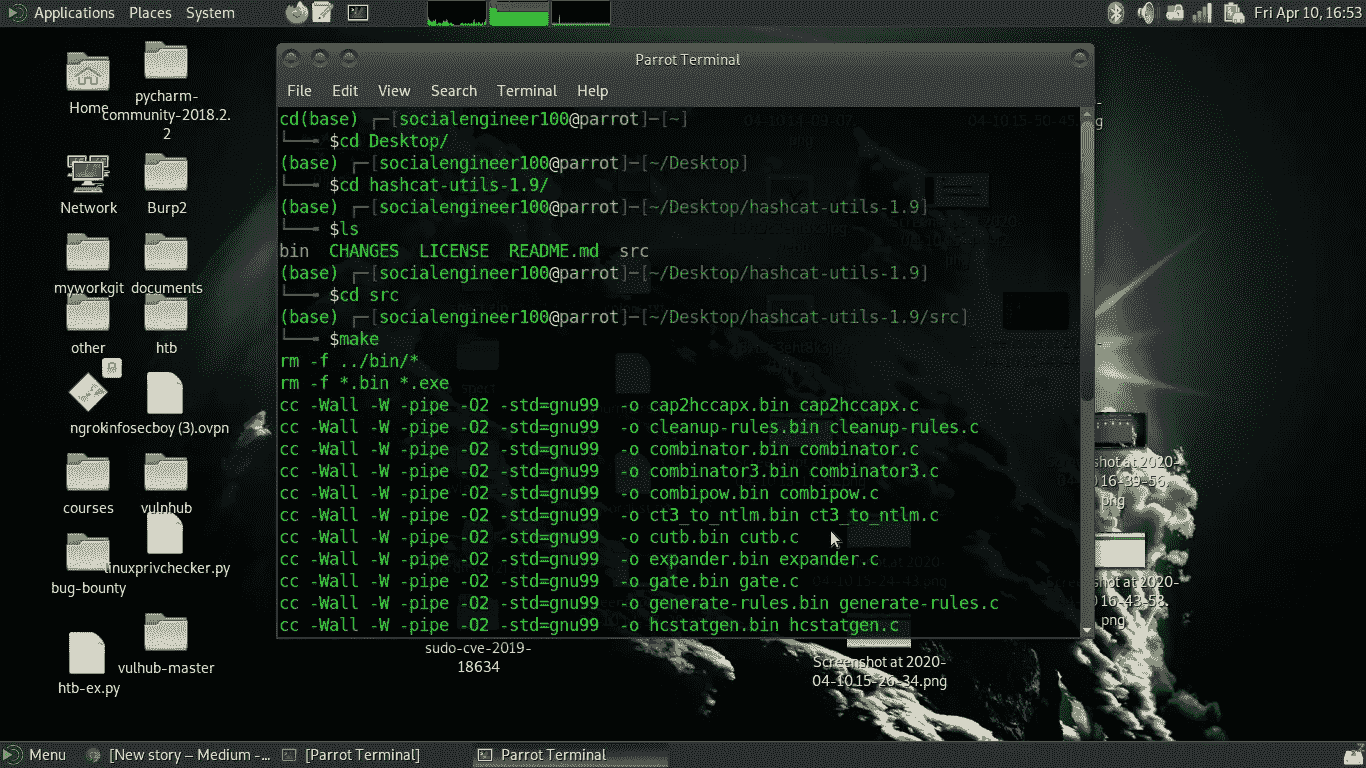 Applications Places System
Fri Apr 10, 16:53
Parrot Terminal
File Edit View Search Terminal Help
cd(base) ┌─[socialengineer100@parrot]─[~]
└── $cd Desktop/
(base) ┌─[socialengineer100@parrot]─[~/Desktop]
└── $cd hashcat-utils-1.9/
(base) ┌─[socialengineer100@parrot]─[~/Desktop/hashcat-utils-1.9]
└── $ls
bin CHANGES LICENSE README.md src
(base) ┌─[socialengineer100@parrot]─[~/Desktop/hashcat-utils-1.9]
└── $cd src
(base) ┌─[socialengineer100@parrot]─[~/Desktop/hashcat-utils-1.9/src]
└── $make
rm -f ../bin/*
rm -f *.bin *.exe
cc -Wall -W -pipe -O2 -std=gnu99 -o cap2hccapx.bin cap2hccapx.c
cc -Wall -W -pipe -O2 -std=gnu99 -o cleanup-rules.bin cleanup-rules.c
cc -Wall -W -pipe -O2 -std=gnu99 -o combinator.bin combinator.c
cc -Wall -W -pipe -O2 -std=gnu99 -o combinator3.bin combinator3.c
cc -Wall -W -pipe -O2 -std=gnu99 -o combipow.bin combipow.c
cc -Wall -W -pipe -O2 -std=gnu99 -o ct3_to_ntlm.bin ct3_to_ntlm.c
cc -Wall -W -pipe -O2 -std=gnu99 -o cutb.bin cutb.c
cc -Wall -W -pipe -O2 -std=gnu99 -o expander.bin expander.c
cc -Wall -W -pipe -O2 -std=gnu99 -o gate.bin gate.c
cc -Wall -W -pipe -O2 -std=gnu99 -o generate-rules.bin generate-rules.c
cc -Wall -W -pipe -O2 -std=gnu99 -o hcstatgen.bin hcstatgen.c
Home
pycharm-
community-2018.2.
2
Network
Burp2
myworkgit
documents
other
htb
ngrok
infosecboy (3).ovpn
courses
vulnhub
bug-bounty
linuxprivchecker.py
htb-ex.py
vulhub-master
sudo-cve-2019-
18634
Screenshot at 2020-
04-10 15-26-34.png
shot at 2020-
16-39-56.
png
shot at 2020-
16-43-58.
png
Menu
[New story – Medium -...
[Parrot Terminal]
Parrot Terminal